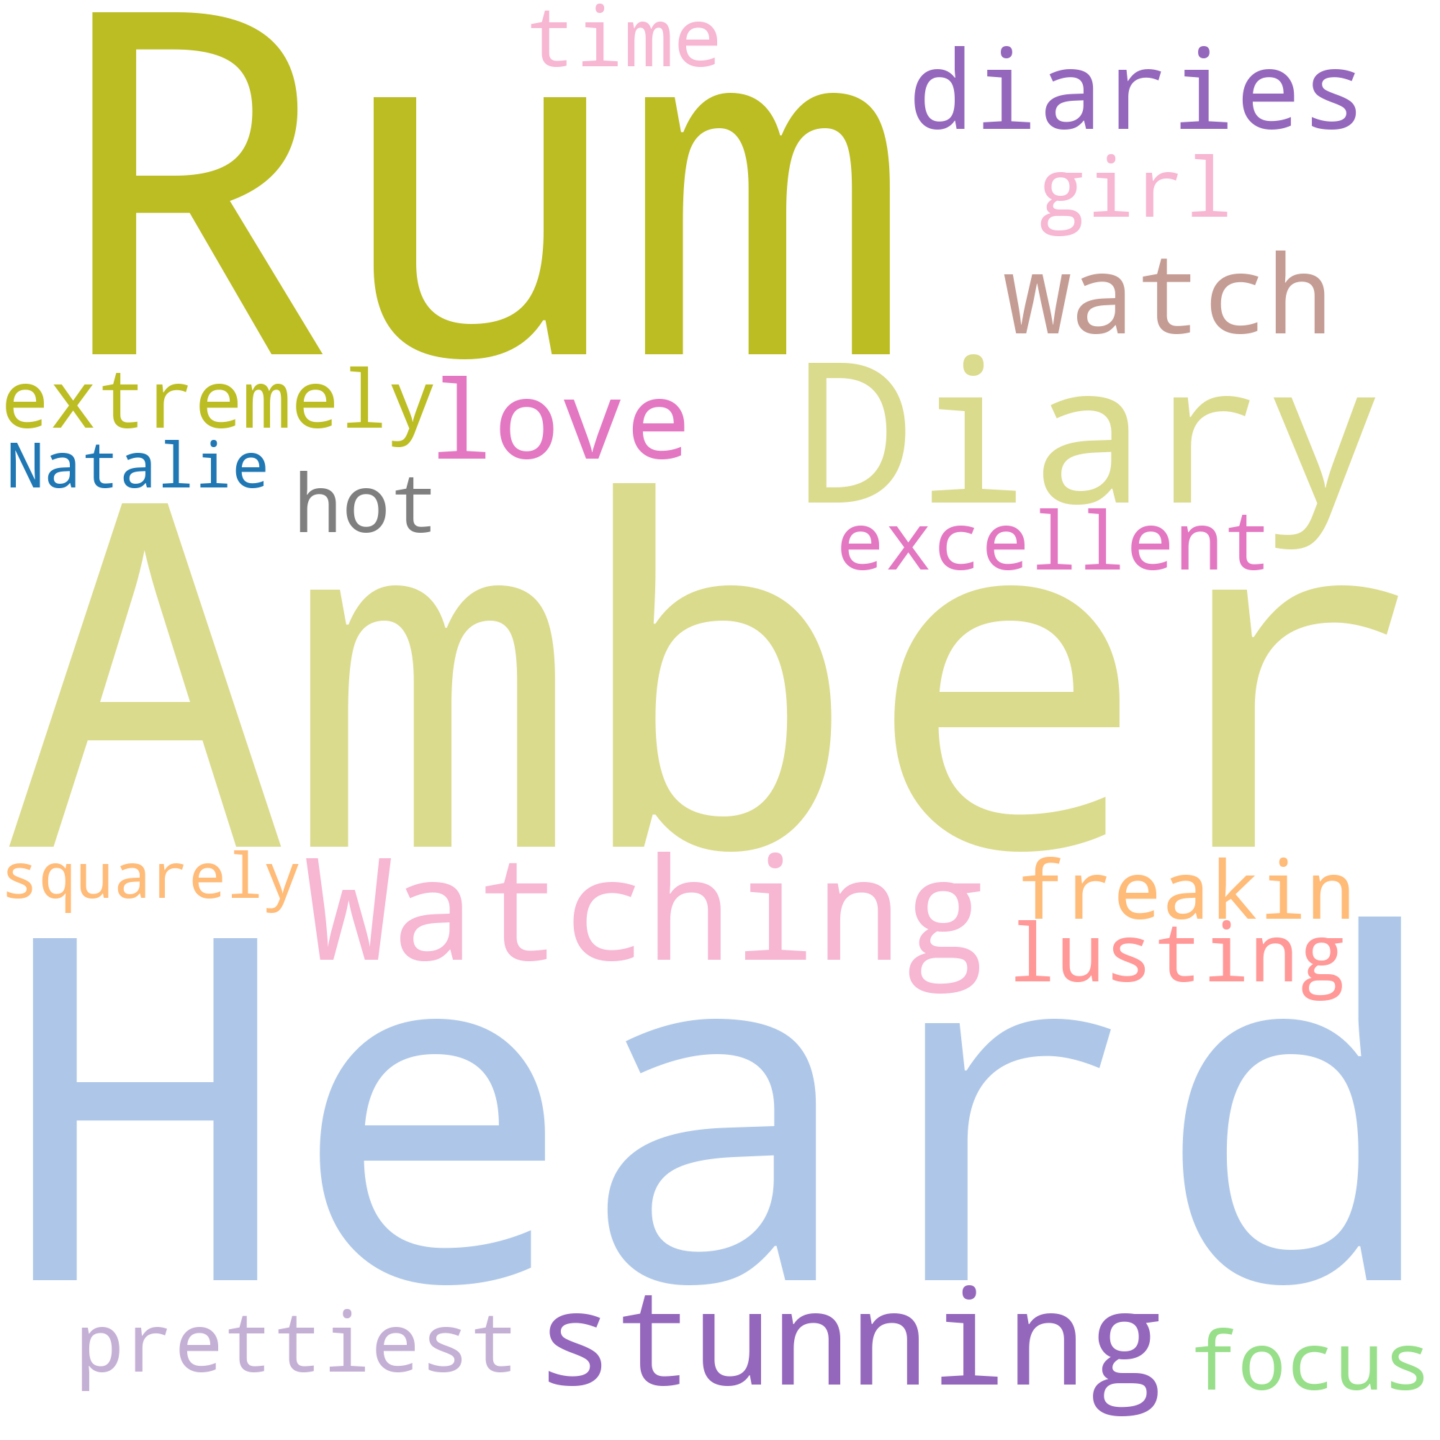 time
Rum
diaries
girl
watch
extremely
love
Diary
Natalie
hot
excellent
Amber
squarely
Watching
freakin
lusting
Heard
prettiest
stunning
focus